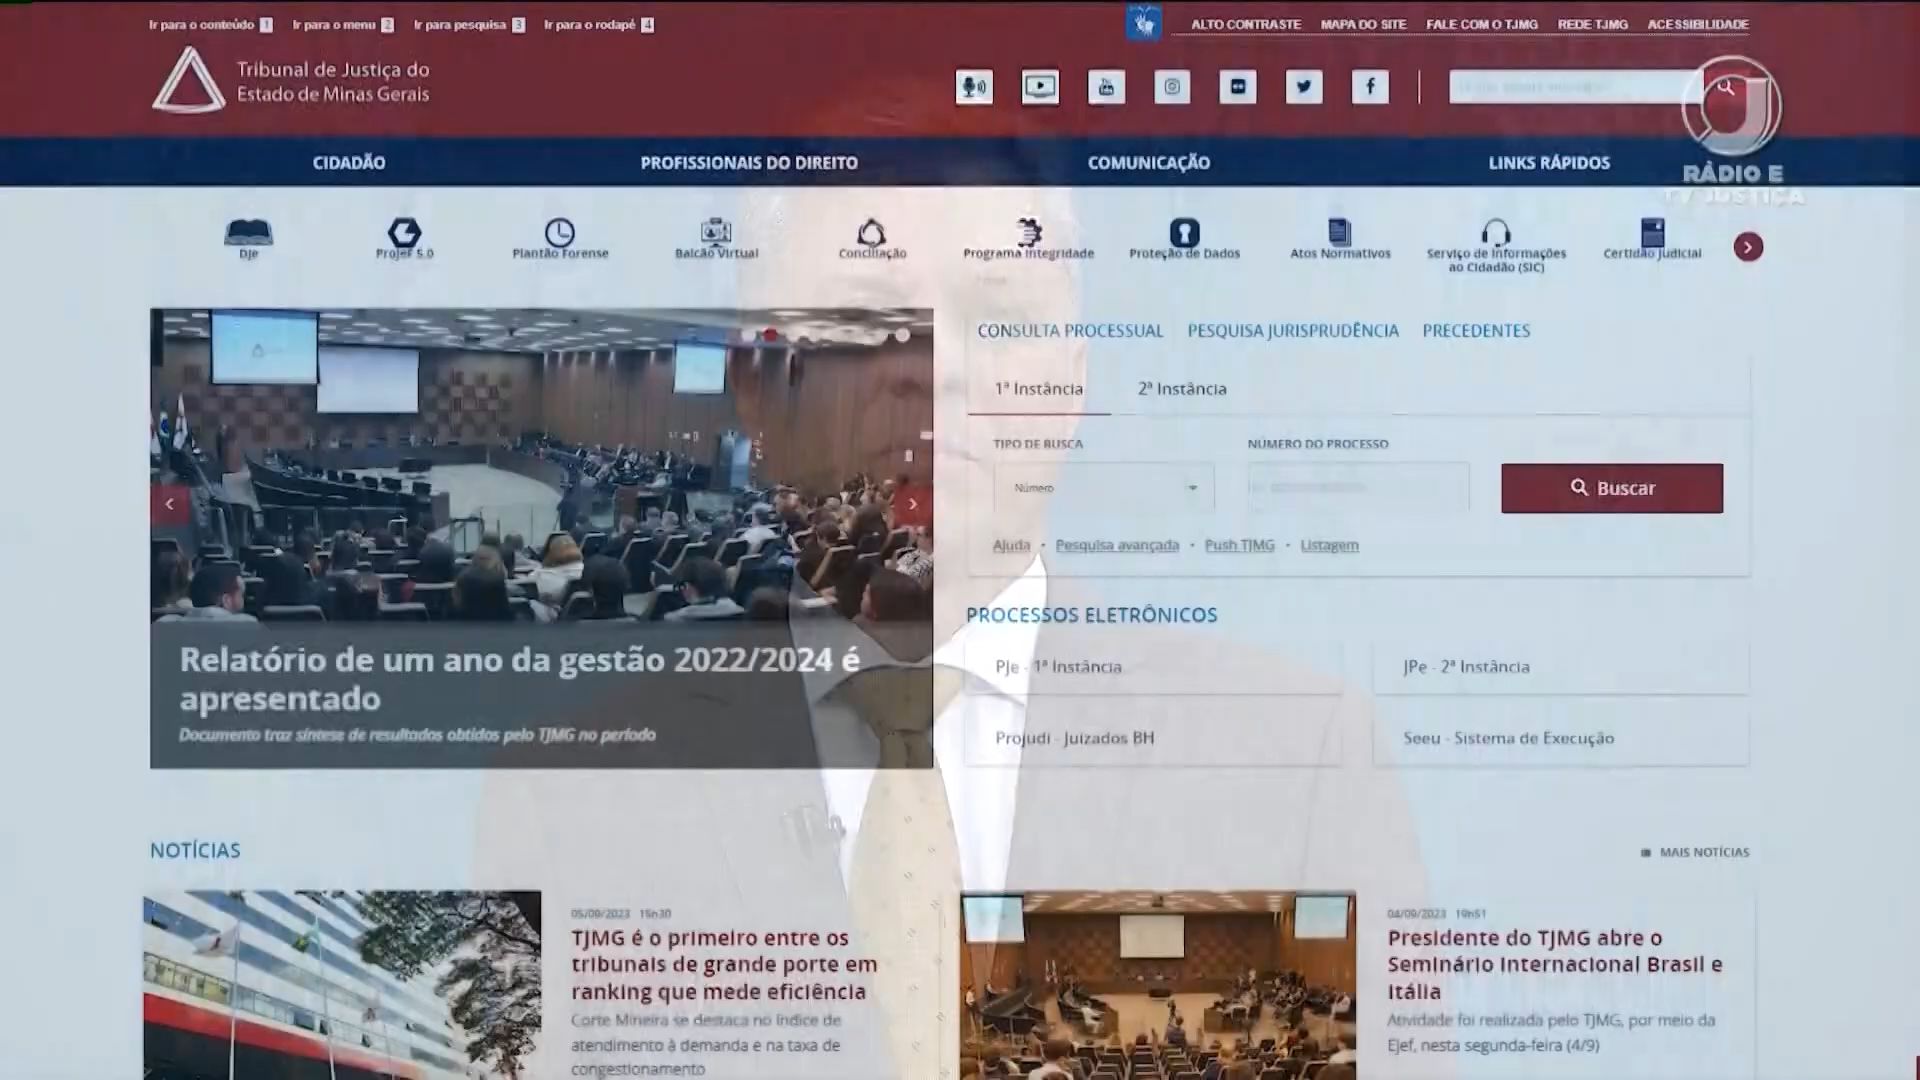 Ir para o conteúdo 1 Ir para o menu 2 Ir para pesquisa 3 Ir para o rodapé 4
ALTO CONTRASTE MAPA DO SITE FALE COM O TJMG REDE TJMG ACESSIBILIDADE
Tribunal de Justiça do
Estado de Minas Gerais
RÁDIO E
TV JUSTIÇA
CIDADÃO PROFISSIONAIS DO DIREITO COMUNICAÇÃO LINKS RÁPIDOS
Dje
Projef 5.0
Plantão Forense
Balcão Virtual
Conciliação
Programa Integridade
Proteção de Dados
Atos Normativos
Serviço de Informações
ao Cidadão (SIC)
Certidão Judicial
Relatório de um ano da gestão 2022/2024 é
apresentado
Documento traz síntese de resultados obtidos pelo TJMG no período
CONSULTA PROCESSUAL PESQUISA JURISPRUDÊNCIA PRECEDENTES
1ª Instância 2ª Instância
TIPO DE BUSCA NÚMERO DO PROCESSO
Número
Buscar
Ajuda • Pesquisa avançada • Push TJMG • Listagem
PROCESSOS ELETRÔNICOS
PJe - 1ª Instância JPe - 2ª Instância
Projudi - Juizados BH Seeu - Sistema de Execução
NOTÍCIAS
MAIS NOTÍCIAS
05/09/2023 15h30
TJMG é o primeiro entre os
tribunais de grande porte em
ranking que mede eficiência
Corte Mineira se destaca no índice de
atendimento à demanda e na taxa de
congestionamento
04/09/2023 19h51
Presidente do TJMG abre o
Seminário Internacional Brasil e
Itália
Atividade foi realizada pelo TJMG, por meio da
Ejef, nesta segunda-feira (4/9)